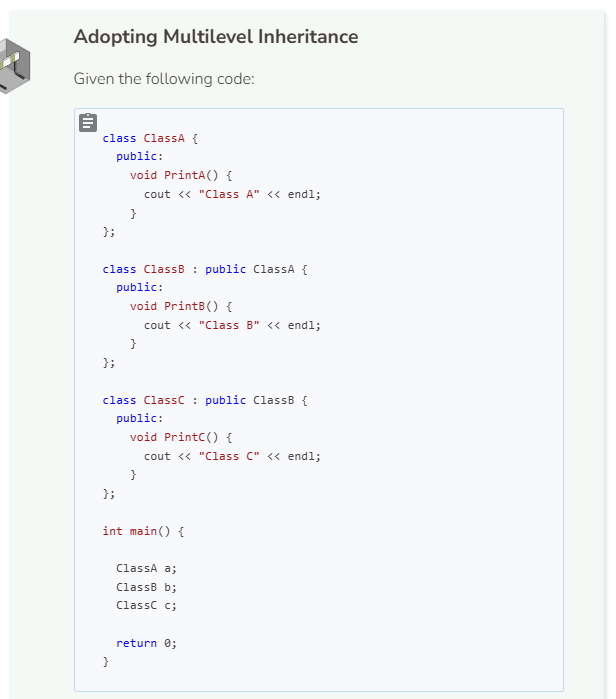 Adopting Multilevel Inheritance
Given the following code:
class ClassA {
  public:
    void PrintA() {
      cout << "Class A" << endl;
    }
};
class ClassB : public ClassA {
  public:
    void PrintB() {
      cout << "Class B" << endl;
    }
};
class ClassC : public ClassB {
  public:
    void PrintC() {
      cout << "Class C" << endl;
    }
};
int main() {
  ClassA a;
  ClassB b;
  ClassC c;
  return 0;
}